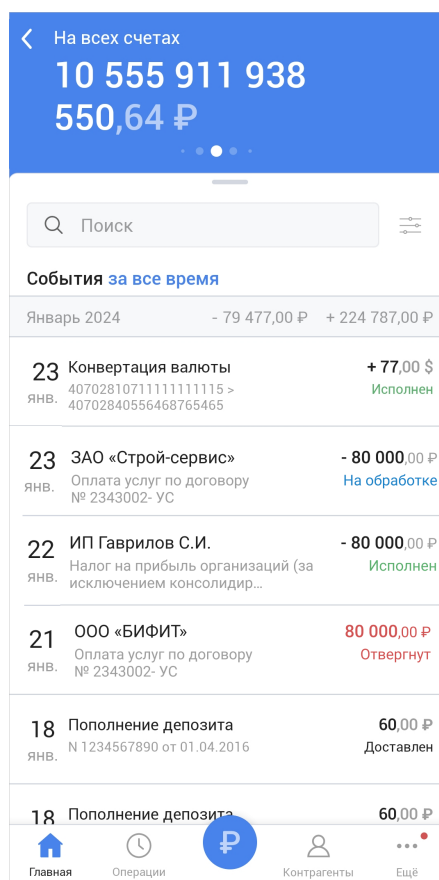 На всех счетах
10 555 911 938
550,64 ₽
Поиск
События за все время
Январь 2024 - 79 477,00 ₽ + 224 787,00 ₽
23 Конвертация валюты + 77,00 $
янв. 40702810711111111115 > Исполнен
40702840556468765465
23 ЗАО «Строй-сервис» - 80 000,00 ₽
янв. Оплата услуг по договору На обработке
№ 2343002- УС
22 ИП Гаврилов С.И. - 80 000,00 ₽
янв. Налог на прибыль организаций (за Исполнен
исключением консолидир...
21 ООО «БИФИТ» 80 000,00 ₽
янв. Оплата услуг по договору Отвергнут
№ 2343002- УС
18 Пополнение депозита 60,00 ₽
янв. N 1234567890 от 01.04.2016 Доставлен
18 Пополнение депозита 60,00 ₽
₽
Главная Операции Контрагенты Ещё